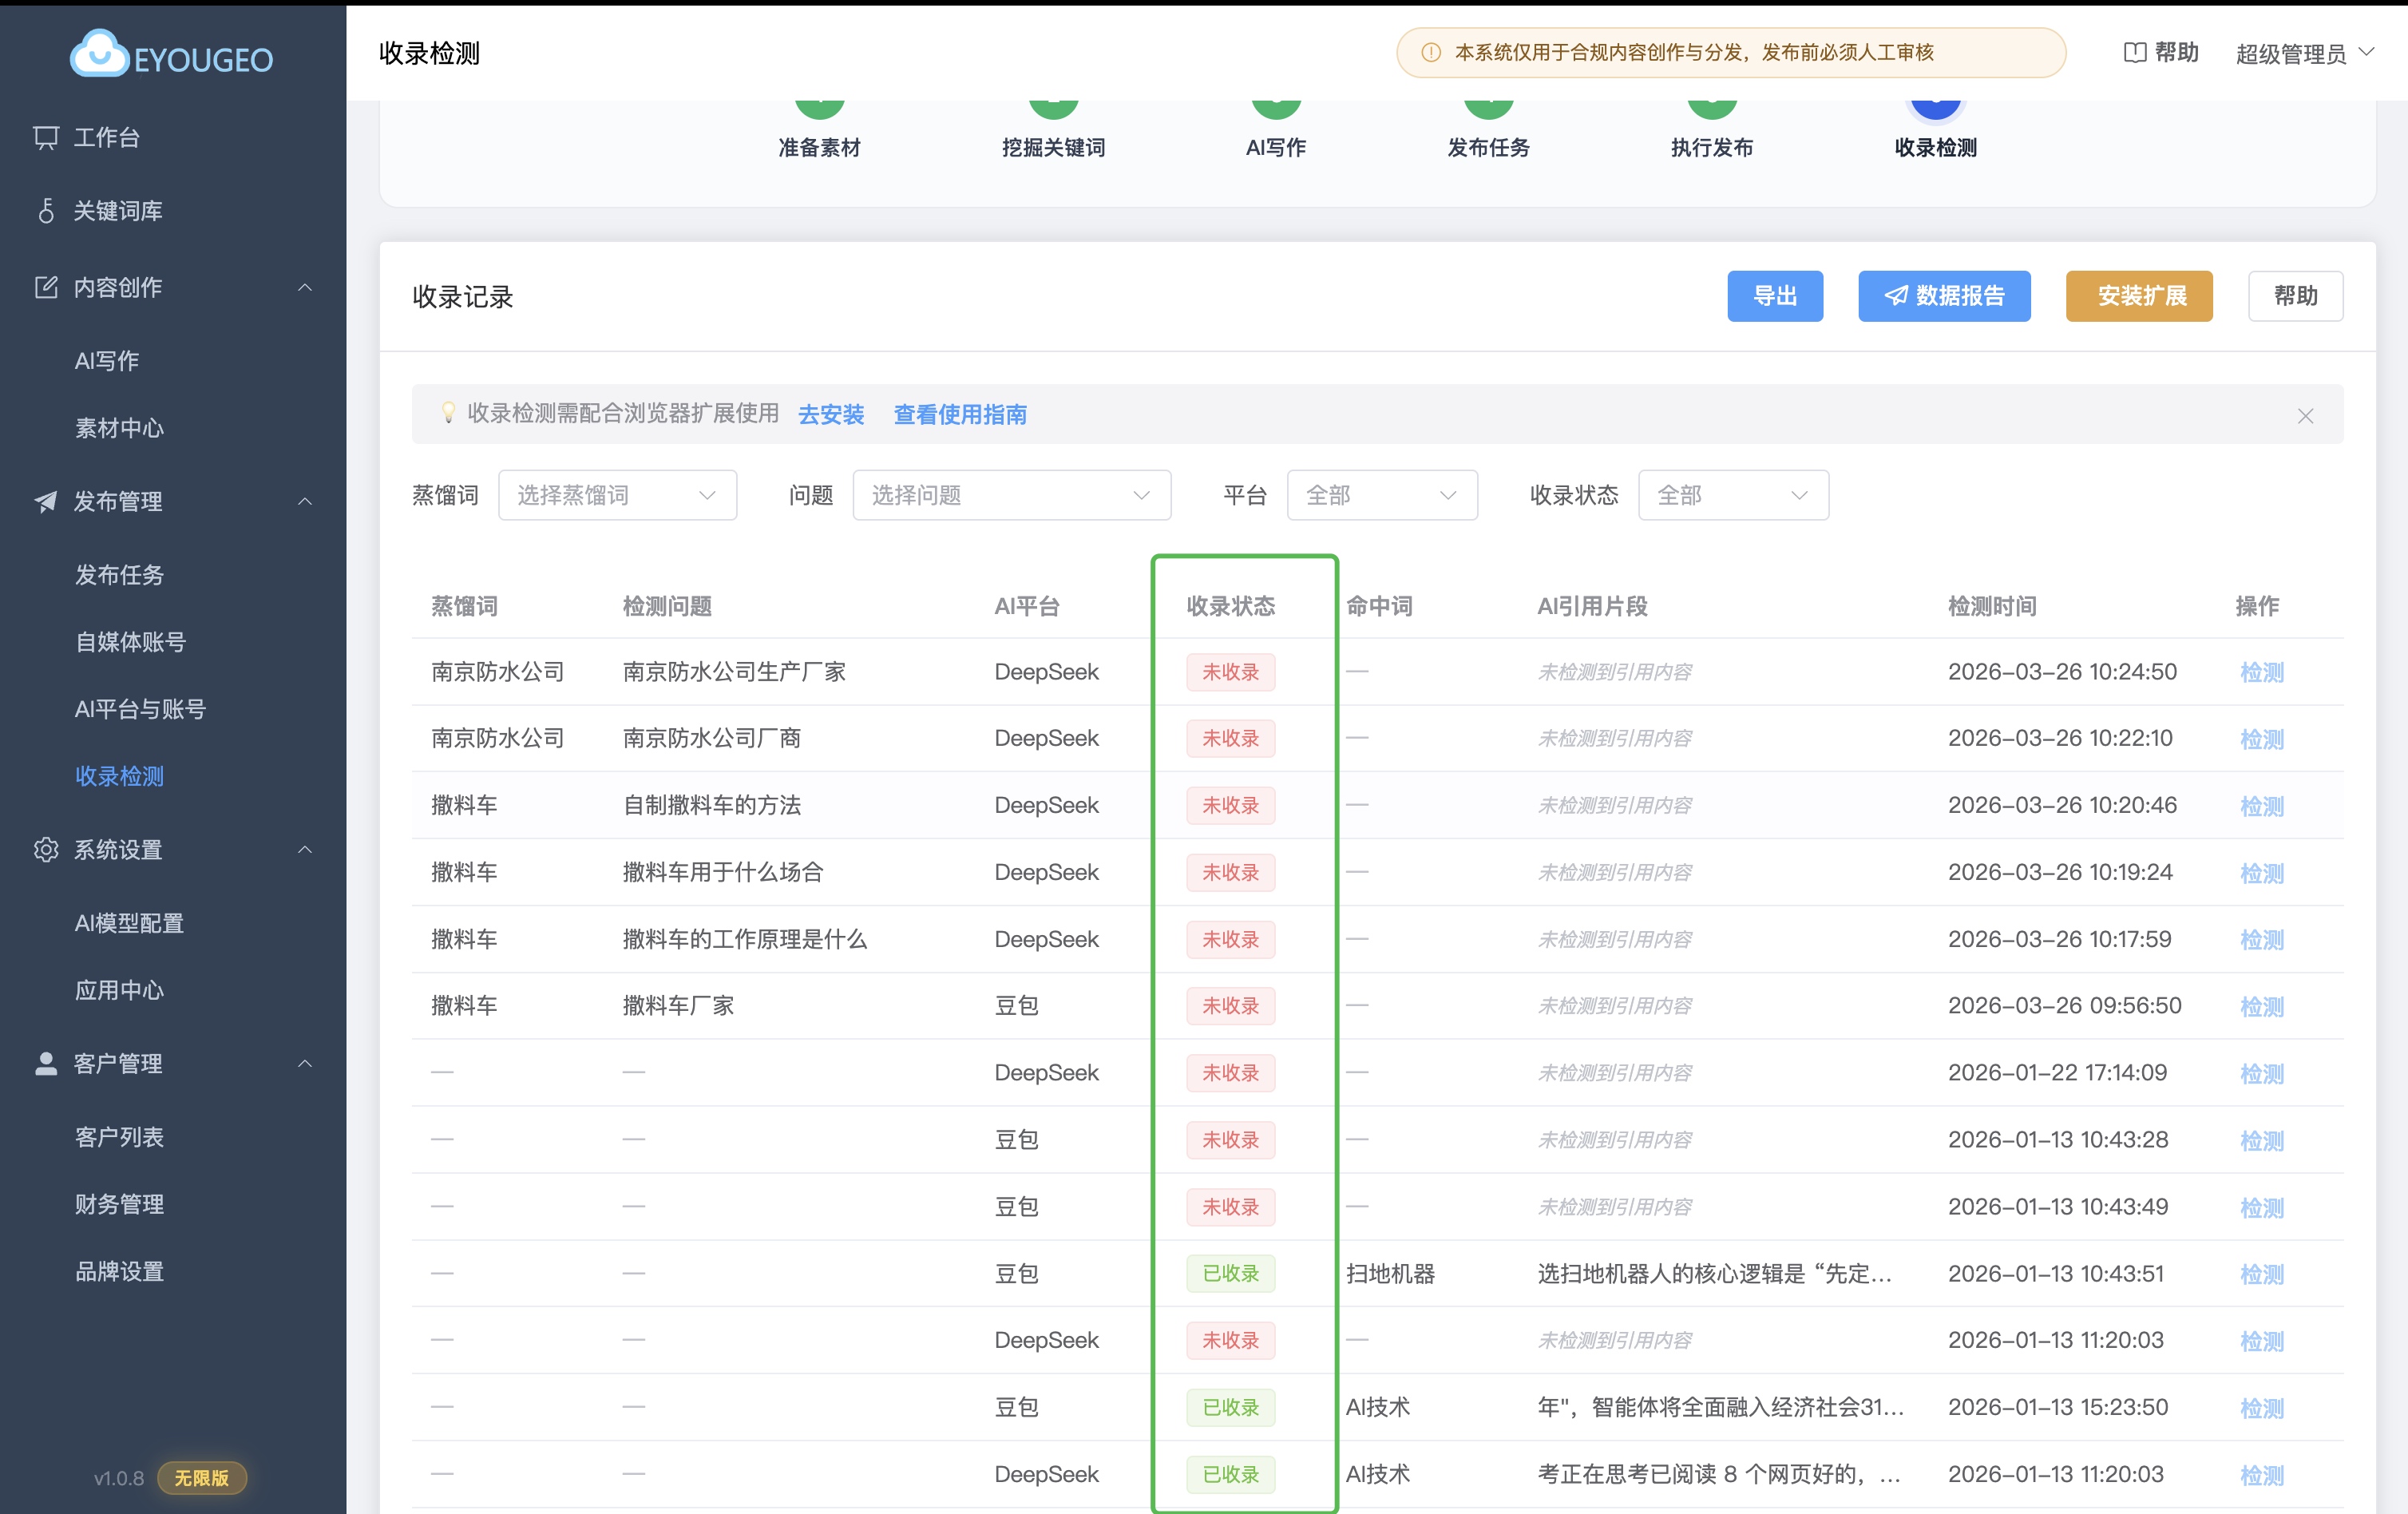 EYOUGEO
收录检测
本系统仅用于合规内容创作与分发，发布前必须人工审核
帮助
超级管理员
工作台
关键词库
内容创作
AI写作
素材中心
发布管理
发布任务
自媒体账号
AI平台与账号
收录检测
系统设置
AI模型配置
应用中心
客户管理
客户列表
财务管理
品牌设置
v1.0.8 无限版
准备素材 挖掘关键词 AI写作 发布任务 执行发布 收录检测
收录记录
导出 数据报告 安装扩展 帮助
收录检测需配合浏览器扩展使用 去安装 查看使用指南
蒸馏词 选择蒸馏词 问题 选择问题 平台 全部 收录状态 全部
蒸馏词 检测问题 AI平台 收录状态 命中词 AI引用片段 检测时间 操作
南京防水公司 南京防水公司生产厂家 DeepSeek 未收录 — 未检测到引用内容 2026-03-26 10:24:50 检测
南京防水公司 南京防水公司厂商 DeepSeek 未收录 — 未检测到引用内容 2026-03-26 10:22:10 检测
撒料车 自制撒料车的方法 DeepSeek 未收录 — 未检测到引用内容 2026-03-26 10:20:46 检测
撒料车 撒料车用于什么场合 DeepSeek 未收录 — 未检测到引用内容 2026-03-26 10:19:24 检测
撒料车 撒料车的工作原理是什么 DeepSeek 未收录 — 未检测到引用内容 2026-03-26 10:17:59 检测
撒料车 撒料车厂家 豆包 未收录 — 未检测到引用内容 2026-03-26 09:56:50 检测
— — DeepSeek 未收录 — 未检测到引用内容 2026-01-22 17:14:09 检测
— — 豆包 未收录 — 未检测到引用内容 2026-01-13 10:43:28 检测
— — 豆包 未收录 — 未检测到引用内容 2026-01-13 10:43:49 检测
— — 豆包 已收录 扫地机器 选扫地机器人的核心逻辑是 “先定... 2026-01-13 10:43:51 检测
— — DeepSeek 未收录 — 未检测到引用内容 2026-01-13 11:20:03 检测
— — 豆包 已收录 AI技术 年"，智能体将全面融入经济社会31... 2026-01-13 15:23:50 检测
— — DeepSeek 已收录 AI技术 考正在思考已阅读 8 个网页好的，... 2026-01-13 11:20:03 检测